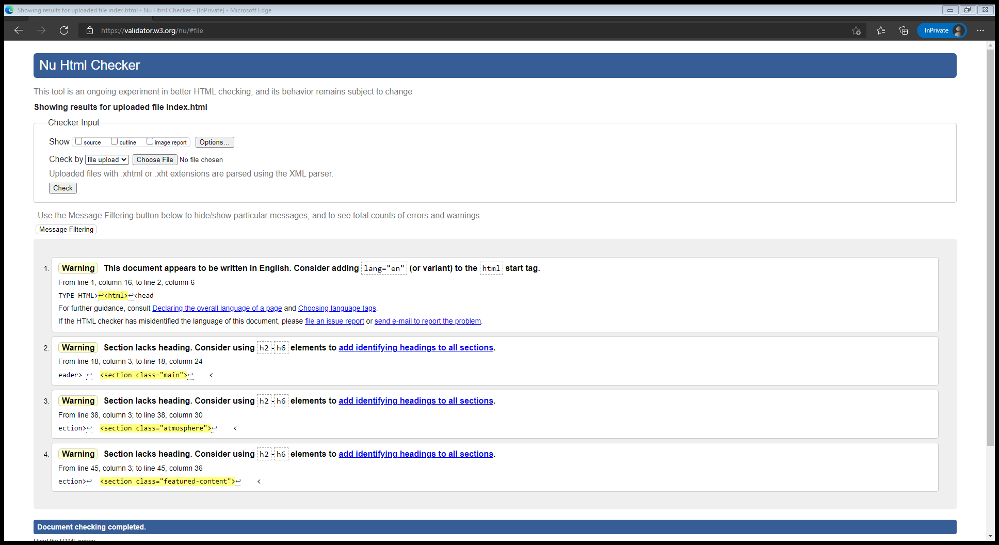 Showing results for uploaded file index.html - Nu Html Checker - [InPrivate] - Microsoft Edge
https://validator.w3.org/nu/#file
InPrivate
Nu Html Checker
This tool is an ongoing experiment in better HTML checking, and its behavior remains subject to change
Showing results for uploaded file index.html
Checker Input
Show source outline image report Options...
Check by file upload Choose File No file chosen
Uploaded files with .xhtml or .xht extensions are parsed using the XML parser.
Check
Use the Message Filtering button below to hide/show particular messages, and to see total counts of errors and warnings.
Message Filtering
1. Warning This document appears to be written in English. Consider adding lang="en" (or variant) to the html start tag.
From line 1, column 16; to line 2, column 6
TYPE HTML>↩<html>↩<head
For further guidance, consult Declaring the overall language of a page and Choosing language tags.
If the HTML checker has misidentified the language of this document, please file an issue report or send e-mail to report the problem.
2. Warning Section lacks heading. Consider using h2-h6 elements to add identifying headings to all sections.
From line 18, column 3; to line 18, column 24
eader> ↩ <section class="main">↩ <
3. Warning Section lacks heading. Consider using h2-h6 elements to add identifying headings to all sections.
From line 38, column 3; to line 38, column 30
ection>↩ <section class="atmosphere">↩ <
4. Warning Section lacks heading. Consider using h2-h6 elements to add identifying headings to all sections.
From line 45, column 3; to line 45, column 36
ection>↩ <section class="featured-content">↩ <
Document checking completed.
Used the HTML parser.